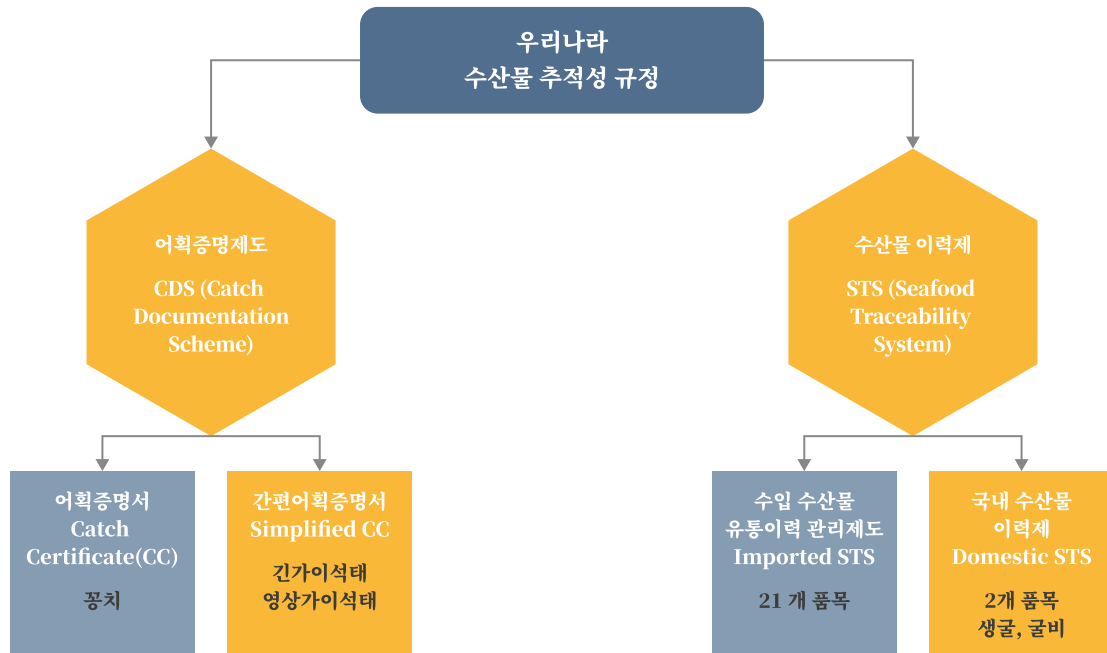 우리나라
수산물 추적성 규정
어획증명제도
CDS (Catch
Documentation
Scheme)
수산물 이력제
STS (Seafood
Traceability
System)
어획증명서
Catch
Certificate(CC)
꽁치
간편어획증명서
Simplified CC
긴가이석태
영상가이석태
수입 수산물
유통이력 관리제도
Imported STS
21 개 품목
국내 수산물
이력제
Domestic STS
2개 품목
생굴, 굴비